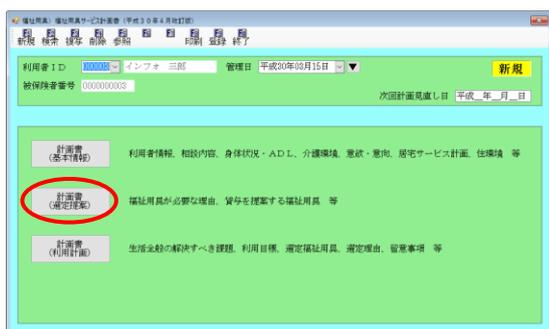 福祉用具) 福祉用具サービス計画書 (平成30年4月改訂版)
新規 検索 複写 削除 参照 印刷 登録 終了
利用者ID 000003 インフォ 三郎 管理日 平成30年03月15日 ▼ 新規
被保険者番号 0000000003
次回計画見直し日 平成__年__月__日
計画書 (基本情報) 利用者情報、相談内容、身体状況・ADL、介護環境、意欲・意向、居宅サービス計画、住環境 等
計画書 (選定提案) 福祉用具が必要な理由、貸与を提案する福祉用具 等
計画書 (利用計画) 生活全般の解決すべき課題、利用目標、選定福祉用具、選定理由、留意事項 等